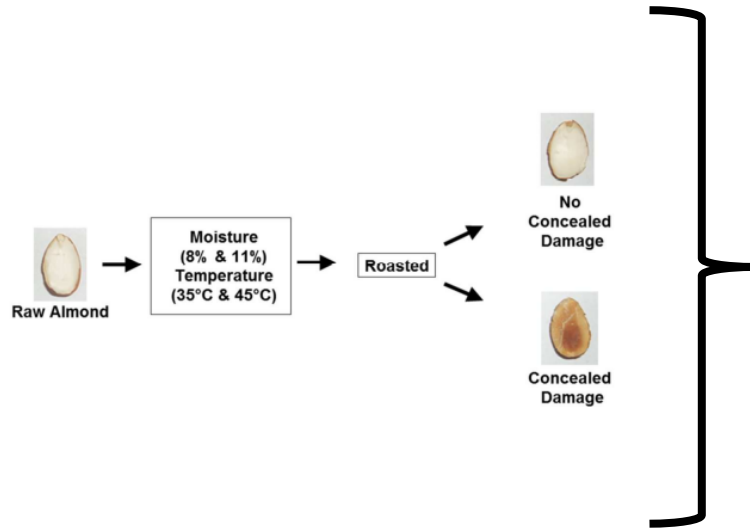 Raw Almond
Moisture
(8% & 11%)
Temperature
(35°C & 45°C)
Roasted
No
Concealed
Damage
Concealed
Damage